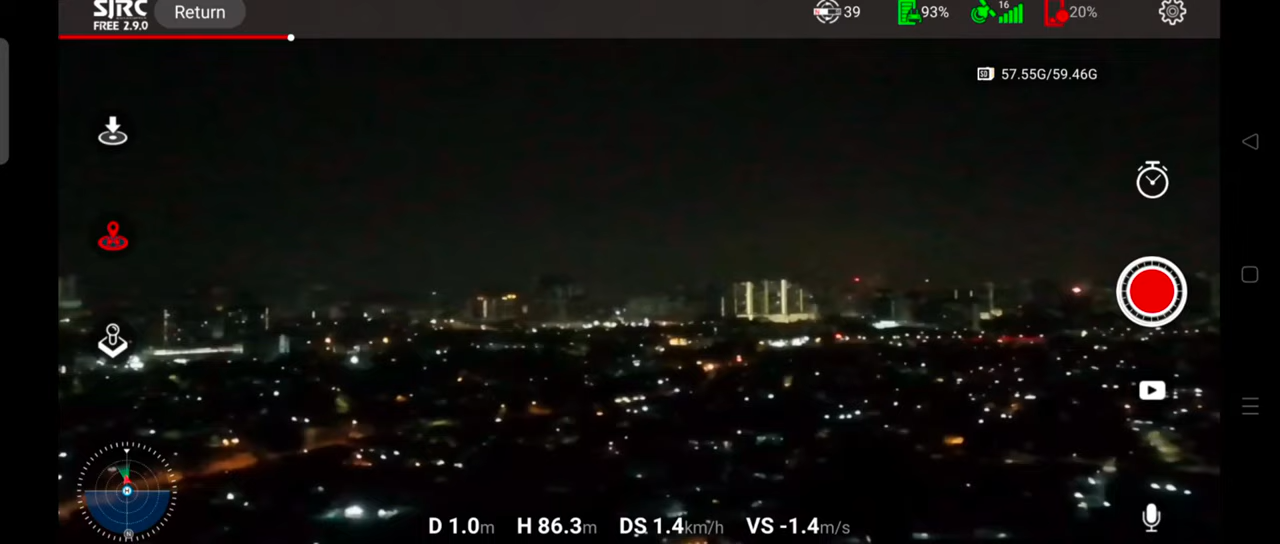 SJRC
FREE 2.9.0
Return
39
93%
16
20%
SD
57.55G/59.46G
H
N
D 1.0m
H 86.3m
DS 1.4km/h
VS -1.4m/s